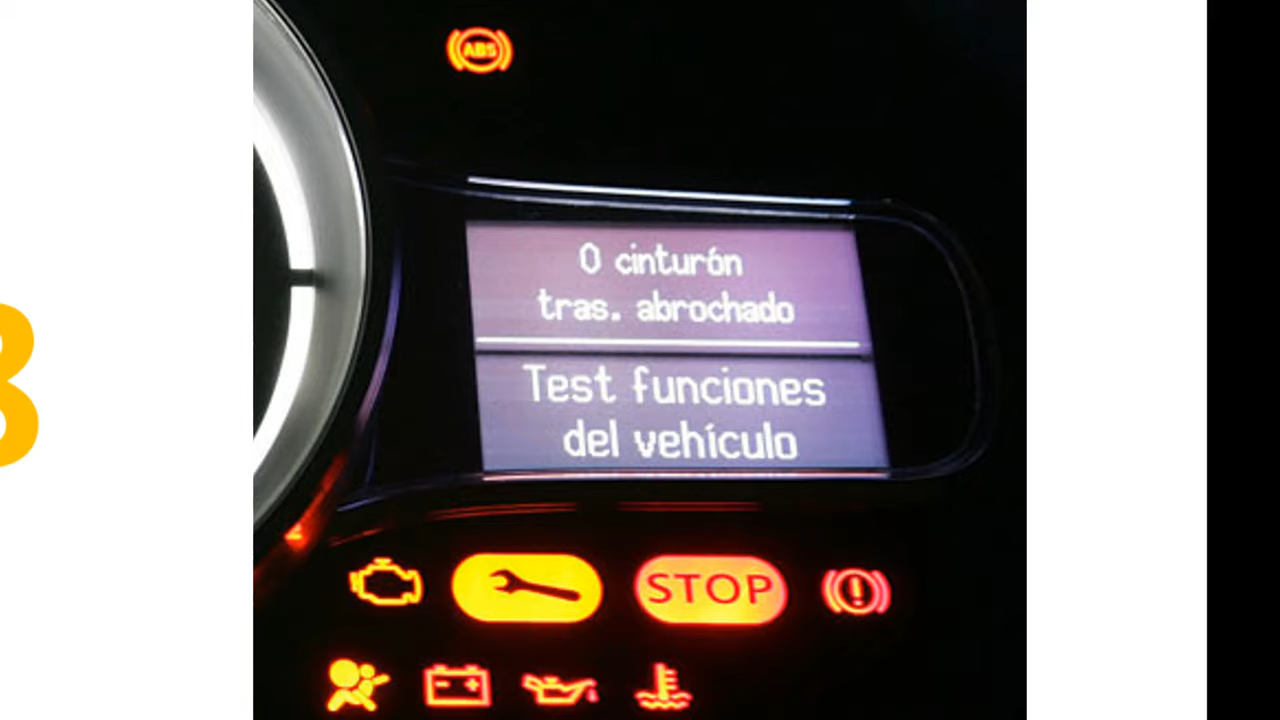 ABS
0 cinturón
tras. abrochado
Test funciones
del vehículo
STOP